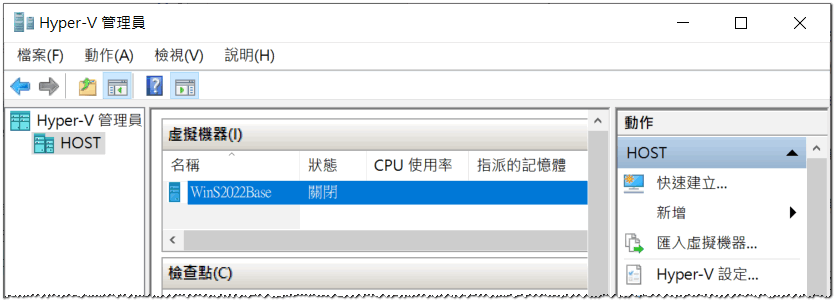 Hyper-V 管理員
檔案(F) 動作(A) 檢視(V) 說明(H)
Hyper-V 管理員
HOST
虛擬機器(I)
名稱 狀態 CPU 使用率 指派的記憶體
WinS2022Base 關閉
檢查點(C)
動作
HOST
快速建立...
新增
匯入虛擬機器...
Hyper-V 設定...